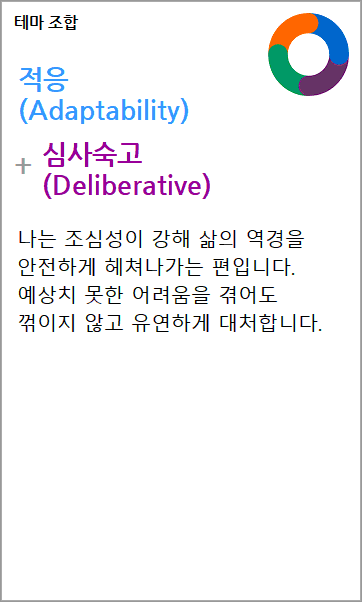 테마 조합
적응
(Adaptability)
+ 심사숙고
(Deliberative)
나는 조심성이 강해 삶의 역경을
안전하게 헤쳐나가는 편입니다.
예상치 못한 어려움을 겪어도
꺾이지 않고 유연하게 대처합니다.